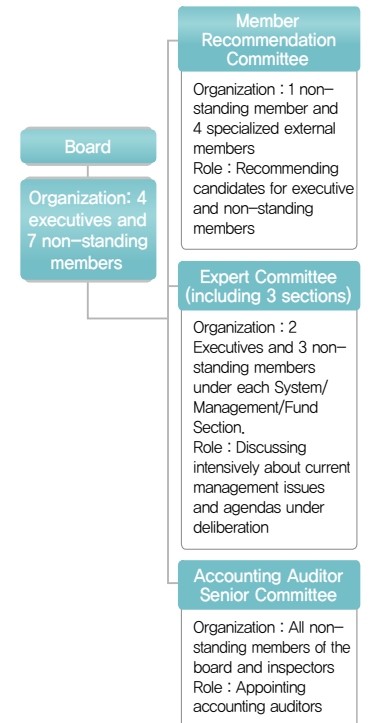 Board
Organization: 4
executives and
7 non-standing
members
Member
Recommendation
Committee
Organization : 1 non-
standing member and
4 specialized external
members
Role : Recommending
candidates for executive
and non-standing
members
Expert Committee
(including 3 sections)
Organization : 2
Executives and 3 non-
standing members
under each System/
Management/Fund
Section.
Role : Discussing
intensively about current
management issues
and agendas under
deliberation
Accounting Auditor
Senior Committee
Organization : All non-
standing members of the
board and inspectors
Role : Appointing
accounting auditors